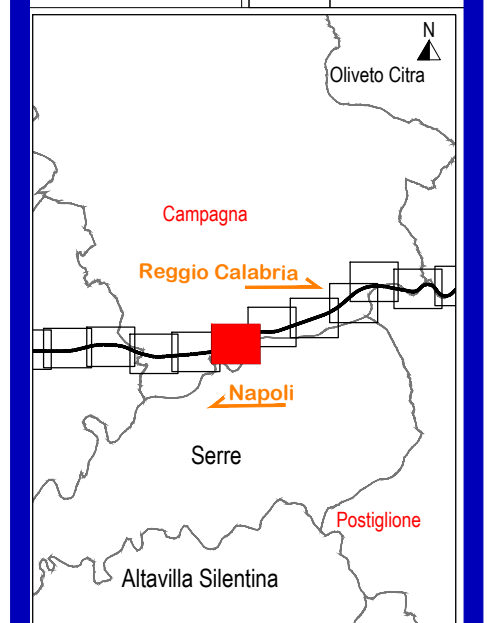 N
Oliveto Citra
Campagna
Reggio Calabria
Napoli
Serre
Postiglione
Altavilla Silentina